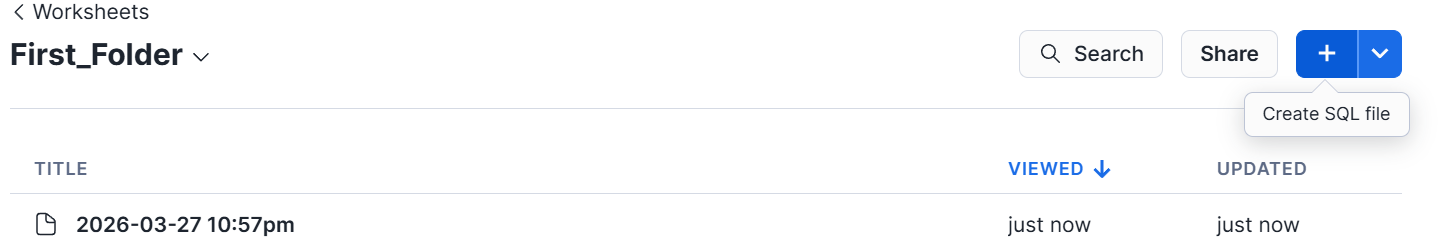 Worksheets
First_Folder
Search
Share
Create SQL file
TITLE VIEWED UPDATED
2026-03-27 10:57pm just now just now